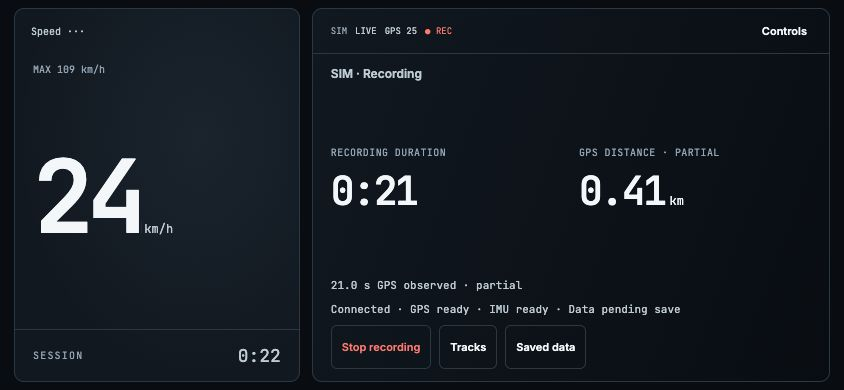 Speed ···
MAX 109 km/h
24 km/h
SESSION 0:22
SIM LIVE GPS 25 ● REC
Controls
SIM · Recording
RECORDING DURATION
0:21
GPS DISTANCE · PARTIAL
0.41 km
21.0 s GPS observed · partial
Connected · GPS ready · IMU ready · Data pending save
Stop recording
Tracks
Saved data